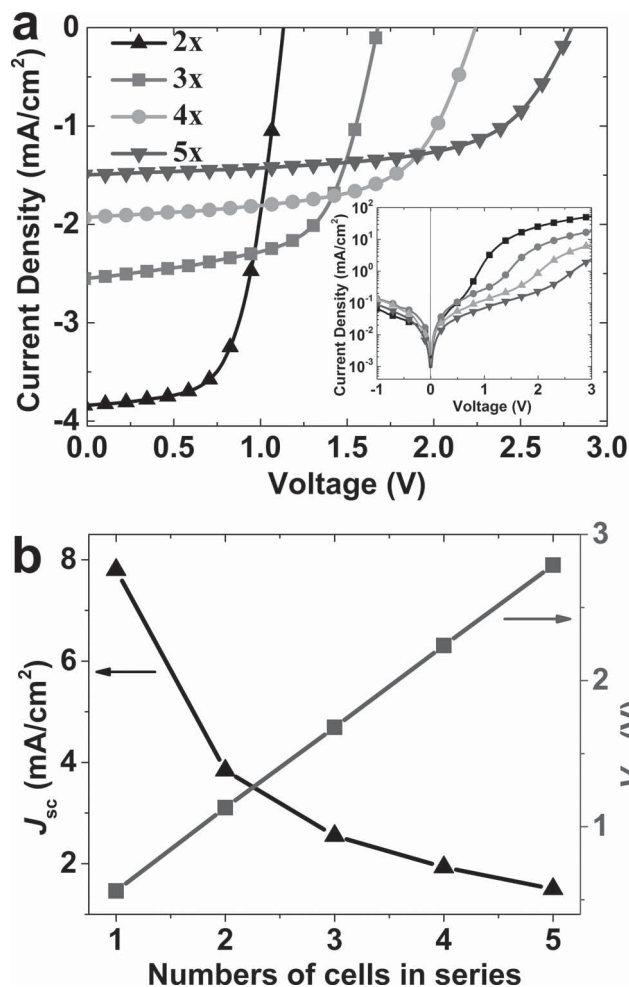 a
2x
3x
4x
5x
0
-1
-2
-3
-4
Current Density (mA/cm²)
0.0 0.5 1.0 1.5 2.0 2.5 3.0
Voltage (V)
10²
10¹
10⁰
10⁻¹
10⁻²
10⁻³
Current Density (mA/cm²)
-1 0 1 2 3
Voltage (V)
b
8
6
4
2
Jsc (mA/cm²)
3
2
1
1 2 3 4 5
Numbers of cells in series